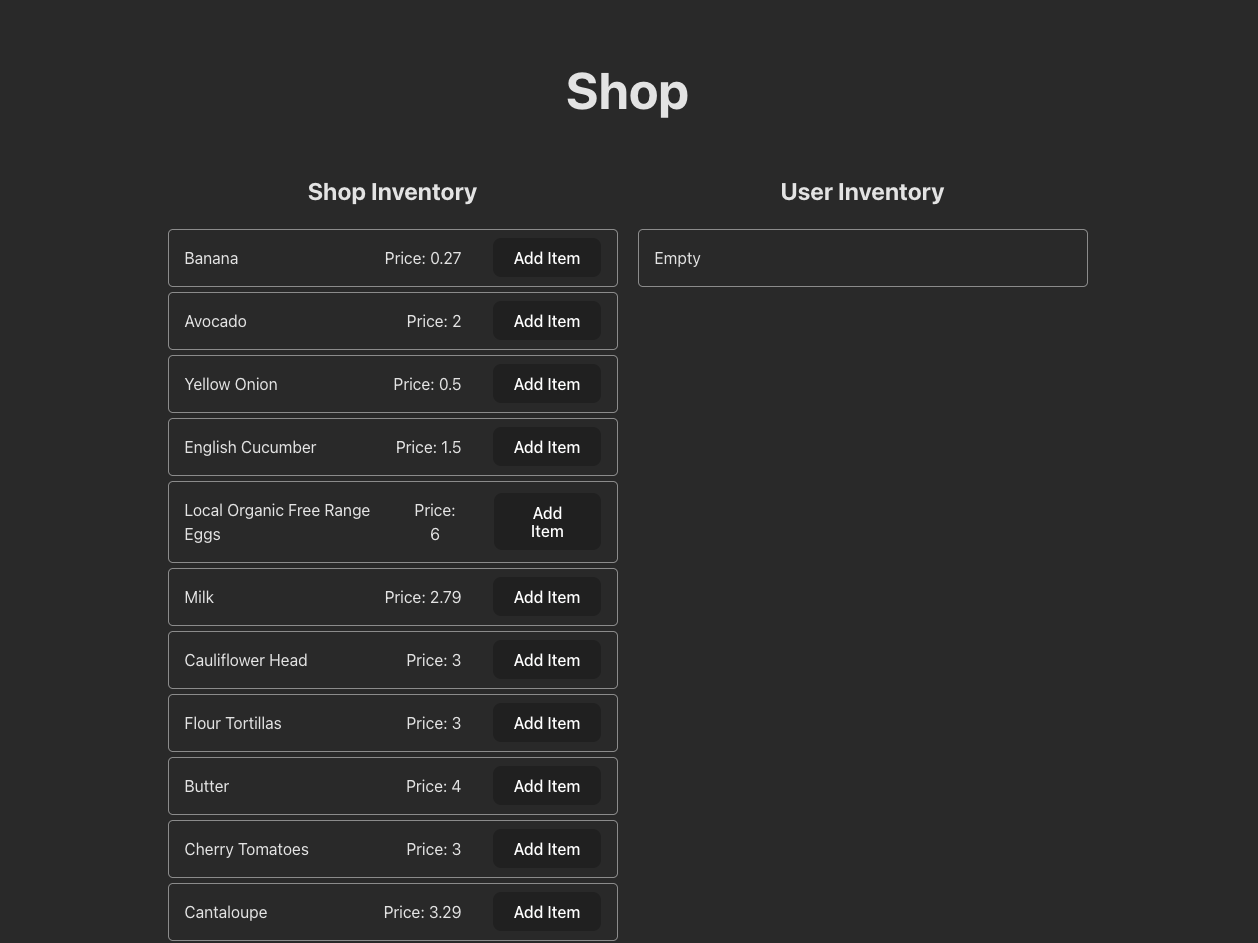 Shop
Shop Inventory
User Inventory
Banana Price: 0.27 Add Item
Empty
Avocado Price: 2 Add Item
Yellow Onion Price: 0.5 Add Item
English Cucumber Price: 1.5 Add Item
Local Organic Free Range
Eggs
Price:
6
Add
Item
Milk Price: 2.79 Add Item
Cauliflower Head Price: 3 Add Item
Flour Tortillas Price: 3 Add Item
Butter Price: 4 Add Item
Cherry Tomatoes Price: 3 Add Item
Cantaloupe Price: 3.29 Add Item